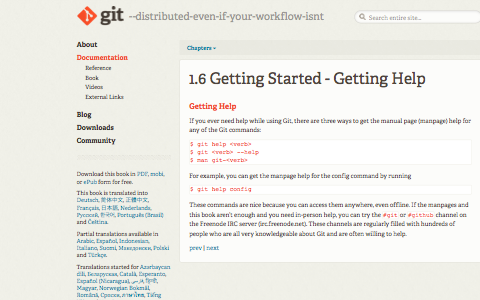 git --distributed-even-if-your-workflow-isnt
Search entire site...
About
Documentation
Reference
Book
Videos
External Links
Blog
Downloads
Community
Download this book in PDF, mobi,
or ePub form for free.
This book is translated into
Deutsch, 简体中文, 正體中文,
Français, 日本語, Nederlands,
Русский, 한국어, Português (Brasil)
and Čeština.
Partial translations available in
Arabic, Español, Indonesian,
Italiano, Suomi, Македонски, Polski
and Türkçe.
Translations started for Azərbaycan
dili, Беларуская, Català, Esperanto,
Español (Nicaragua),
Magyar, Norwegian Bokmål,
Română, Српски, ภาษาไทย, Tiếng
Chapters
1.6 Getting Started - Getting Help
Getting Help
If you ever need help while using Git, there are three ways to get the manual page (manpage) help for
any of the Git commands:
$ git help <verb>
$ git <verb> --help
$ man git-<verb>
For example, you can get the manpage help for the config command by running
$ git help config
These commands are nice because you can access them anywhere, even offline. If the manpages and
this book aren't enough and you need in-person help, you can try the #git or #github channel on
the Freenode IRC server (irc.freenode.net). These channels are regularly filled with hundreds of
people who are all very knowledgeable about Git and are often willing to help.
prev | next